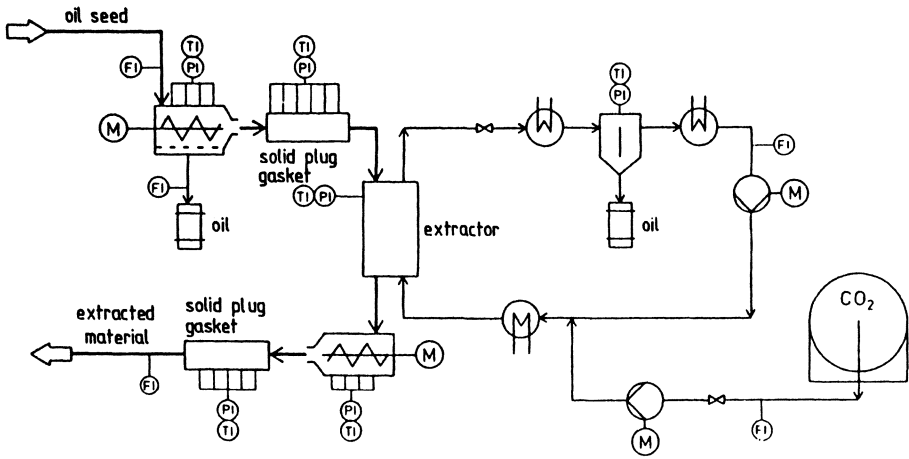 oil seed
TI
PI
FI
M
TI
PI
solid plug
gasket
TI PI
FI
oil
extractor
TI
PI
FI
M
oil
CO2
extracted
material
solid plug
gasket
FI
PI
TI
M
PI
TI
M
FI